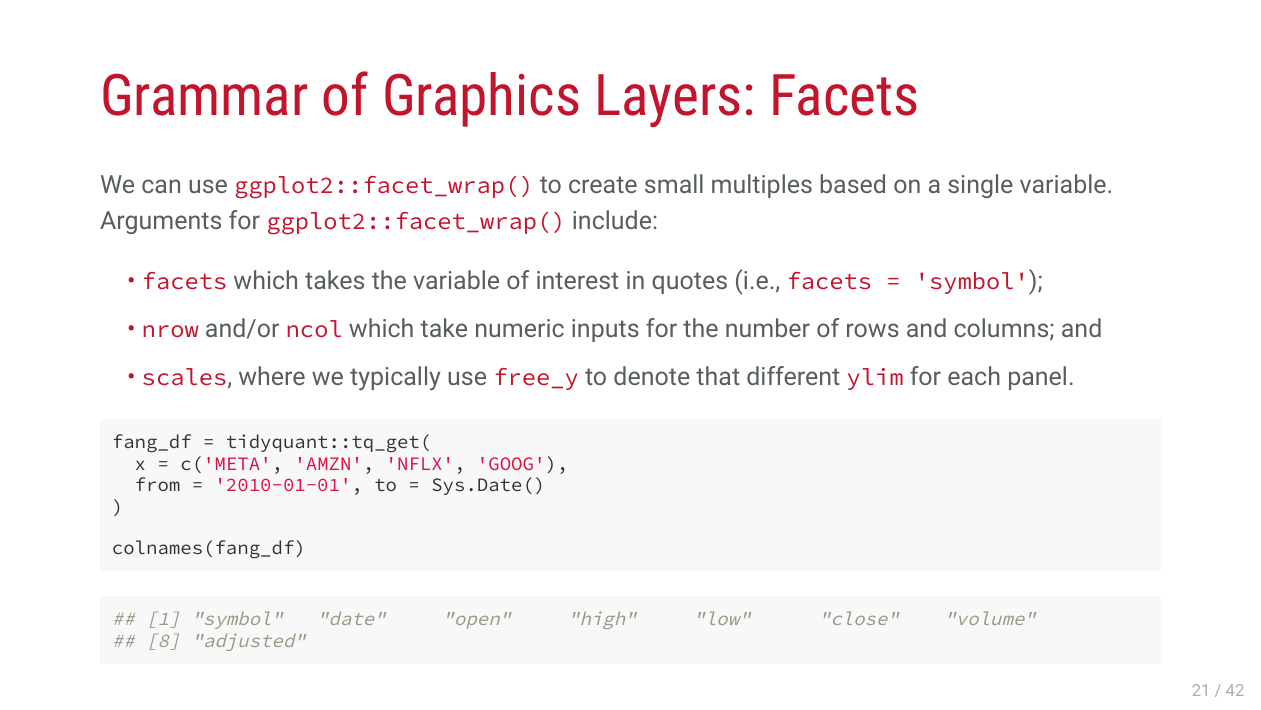 Grammar of Graphics Layers: Facets
We can use ggplot2::facet_wrap() to create small multiples based on a single variable.
Arguments for ggplot2::facet_wrap() include:
• facets which takes the variable of interest in quotes (i.e., facets = 'symbol');
• nrow and/or ncol which take numeric inputs for the number of rows and columns; and
• scales, where we typically use free_y to denote that different ylim for each panel.
fang_df = tidyquant::tq_get(
  x = c('META', 'AMZN', 'NFLX', 'GOOG'),
  from = '2010-01-01', to = Sys.Date()
)
colnames(fang_df)
## [1] "symbol"   "date"     "open"     "high"     "low"      "close"    "volume"
## [8] "adjusted"
21 / 42